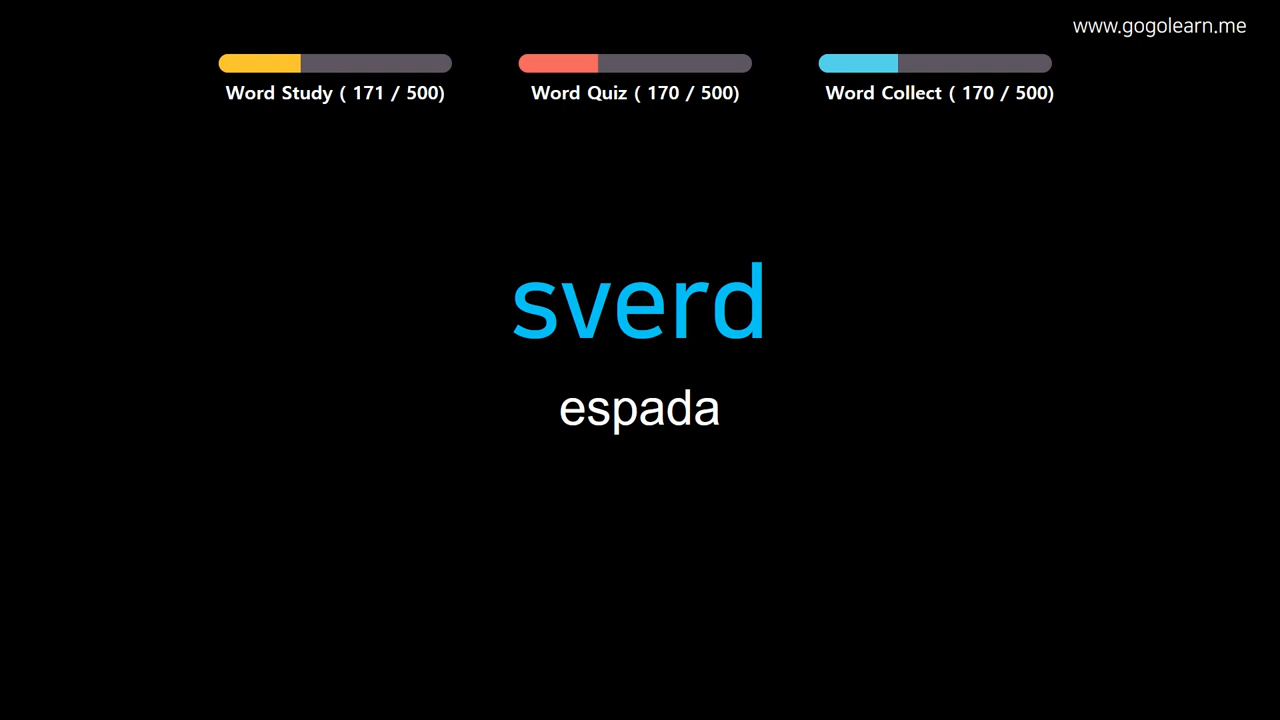 www.gogolearn.me
Word Study ( 171 / 500)
Word Quiz ( 170 / 500)
Word Collect ( 170 / 500)
sverd
espada